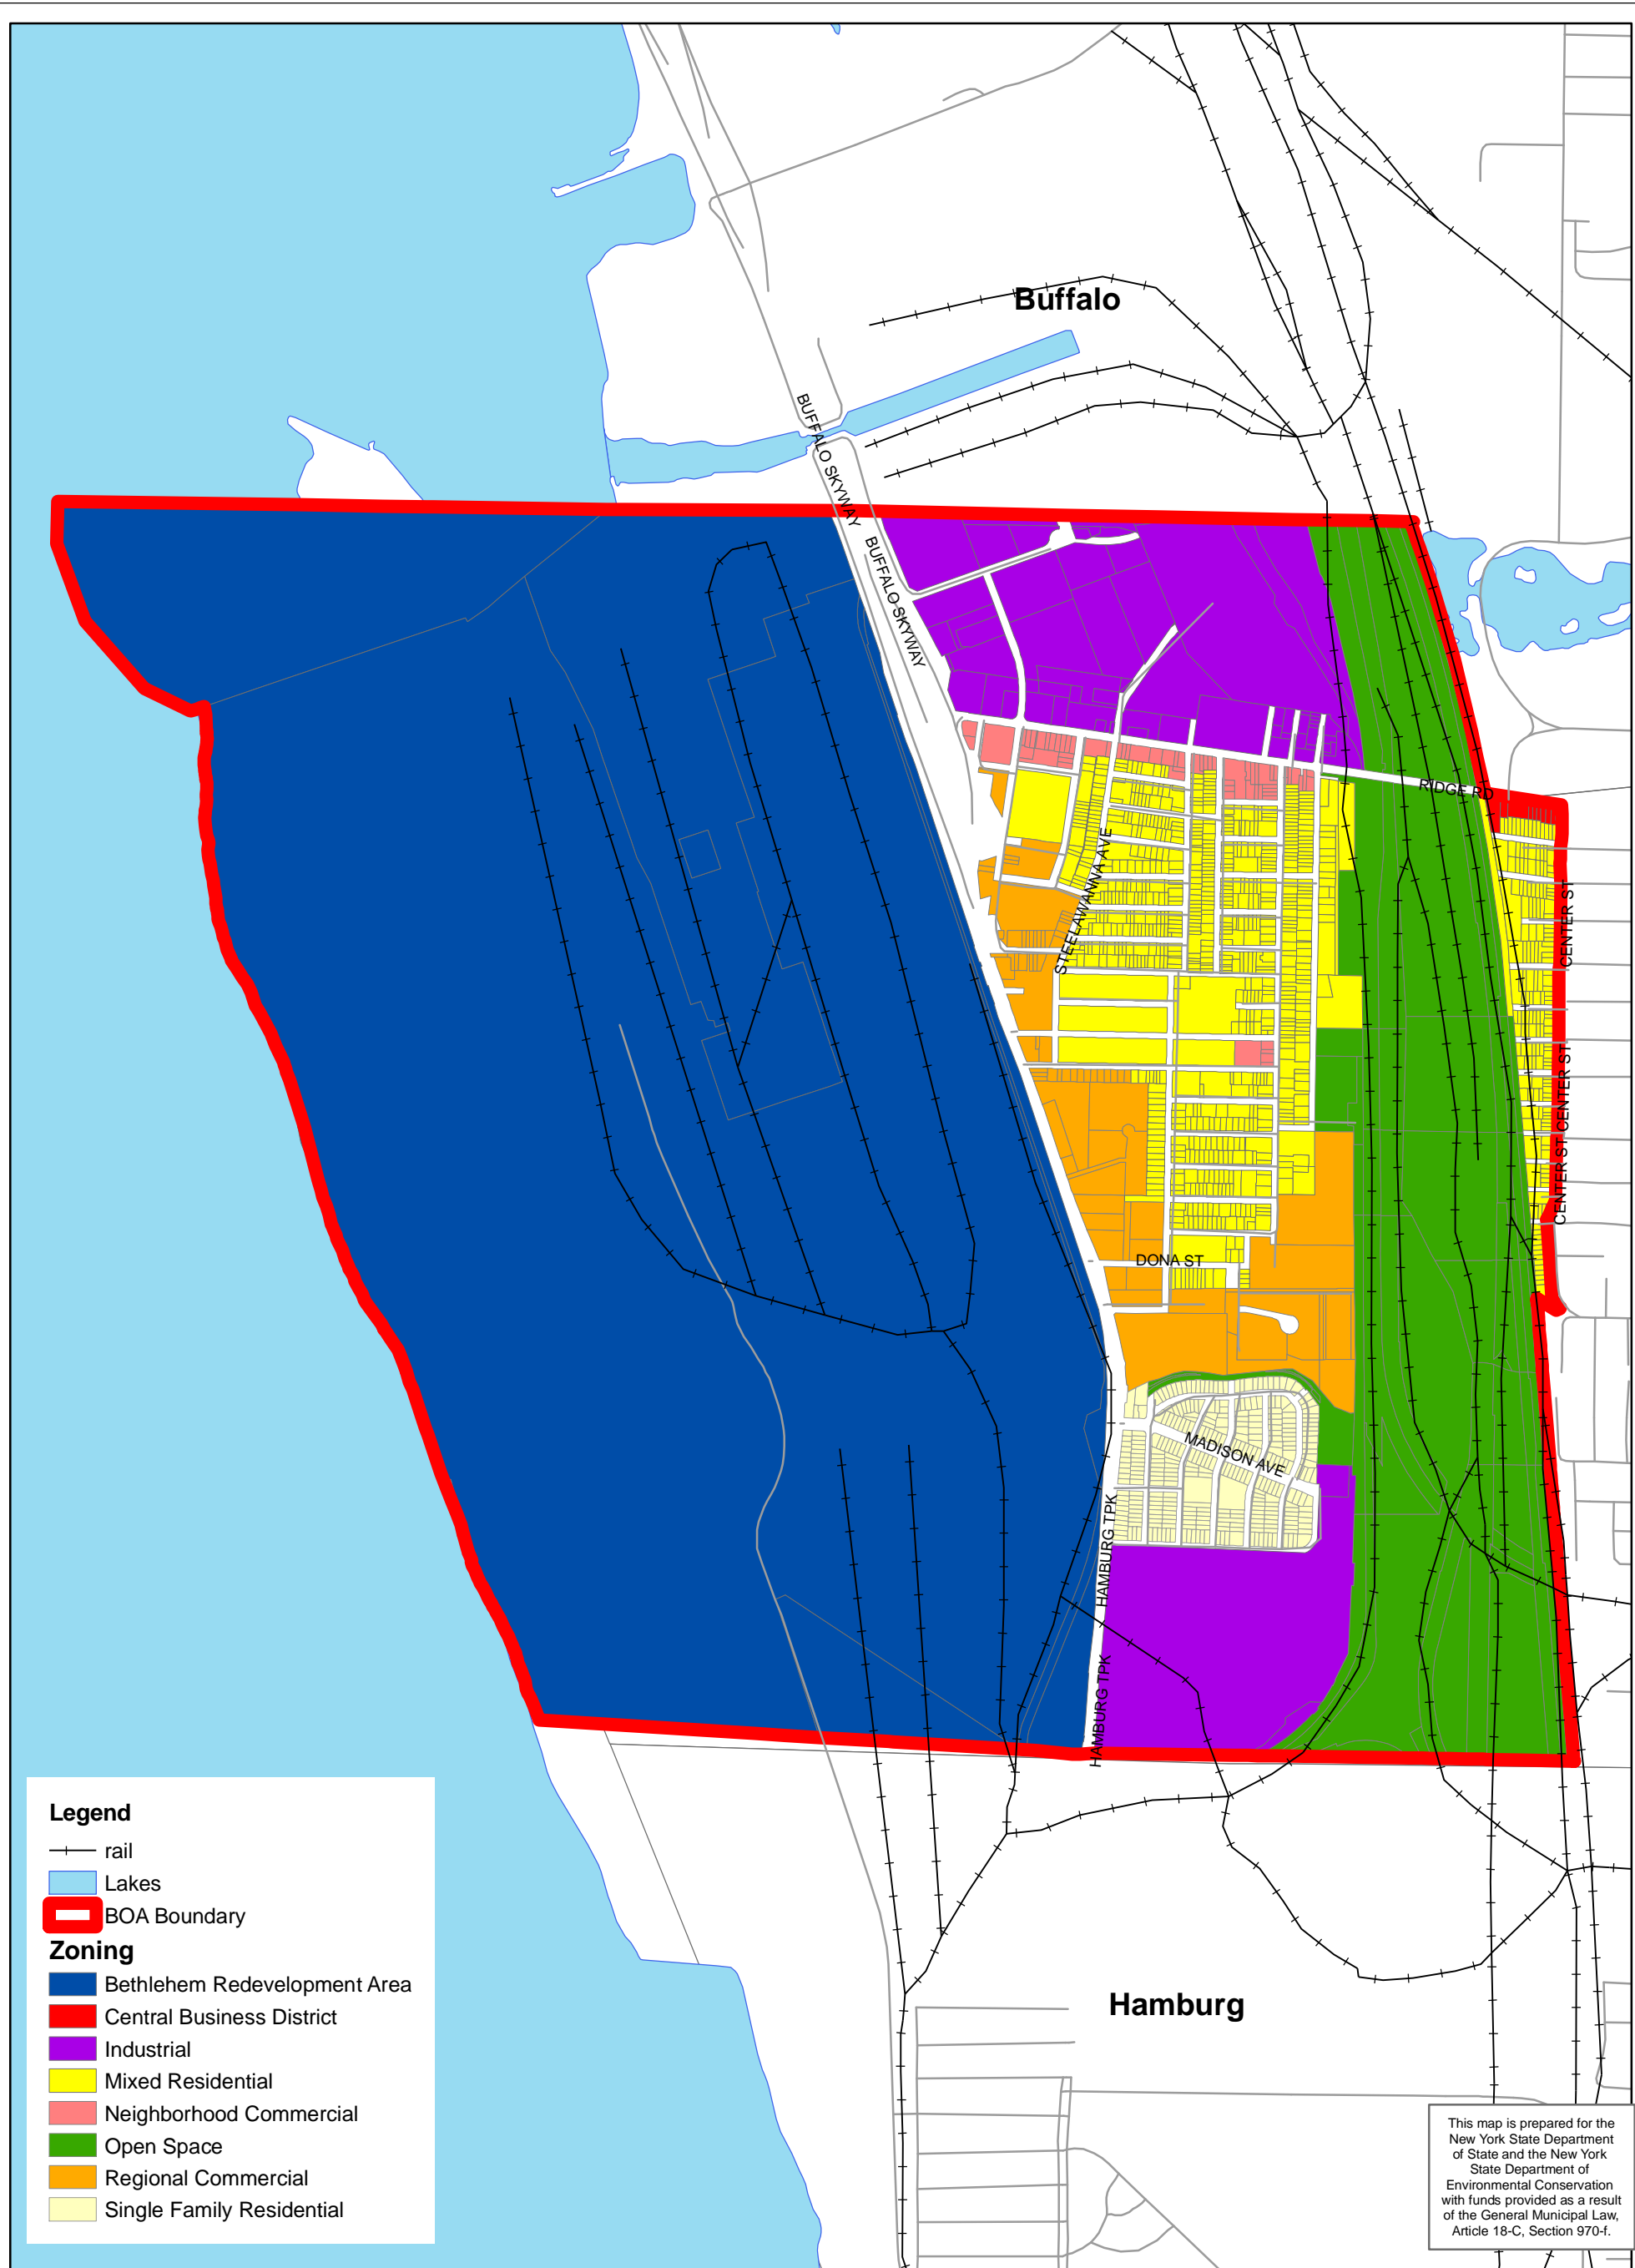 Buffalo
BUFFALO SKYWAY
BUFFALO SKYWAY
RIDGE RD
STEELAWANNA AVE
CENTER ST
CENTER ST
CENTER ST
DONA ST
MADISON AVE
HAMBURG TPK
HAMBURG TPK
Hamburg
Legend
rail
Lakes
BOA Boundary
Zoning
Bethlehem Redevelopment Area
Central Business District
Industrial
Mixed Residential
Neighborhood Commercial
Open Space
Regional Commercial
Single Family Residential
This map is prepared for the
New York State Department
of State and the New York
State Department of
Environmental Conservation
with funds provided as a result
of the General Municipal Law,
Article 18-C, Section 970-f.